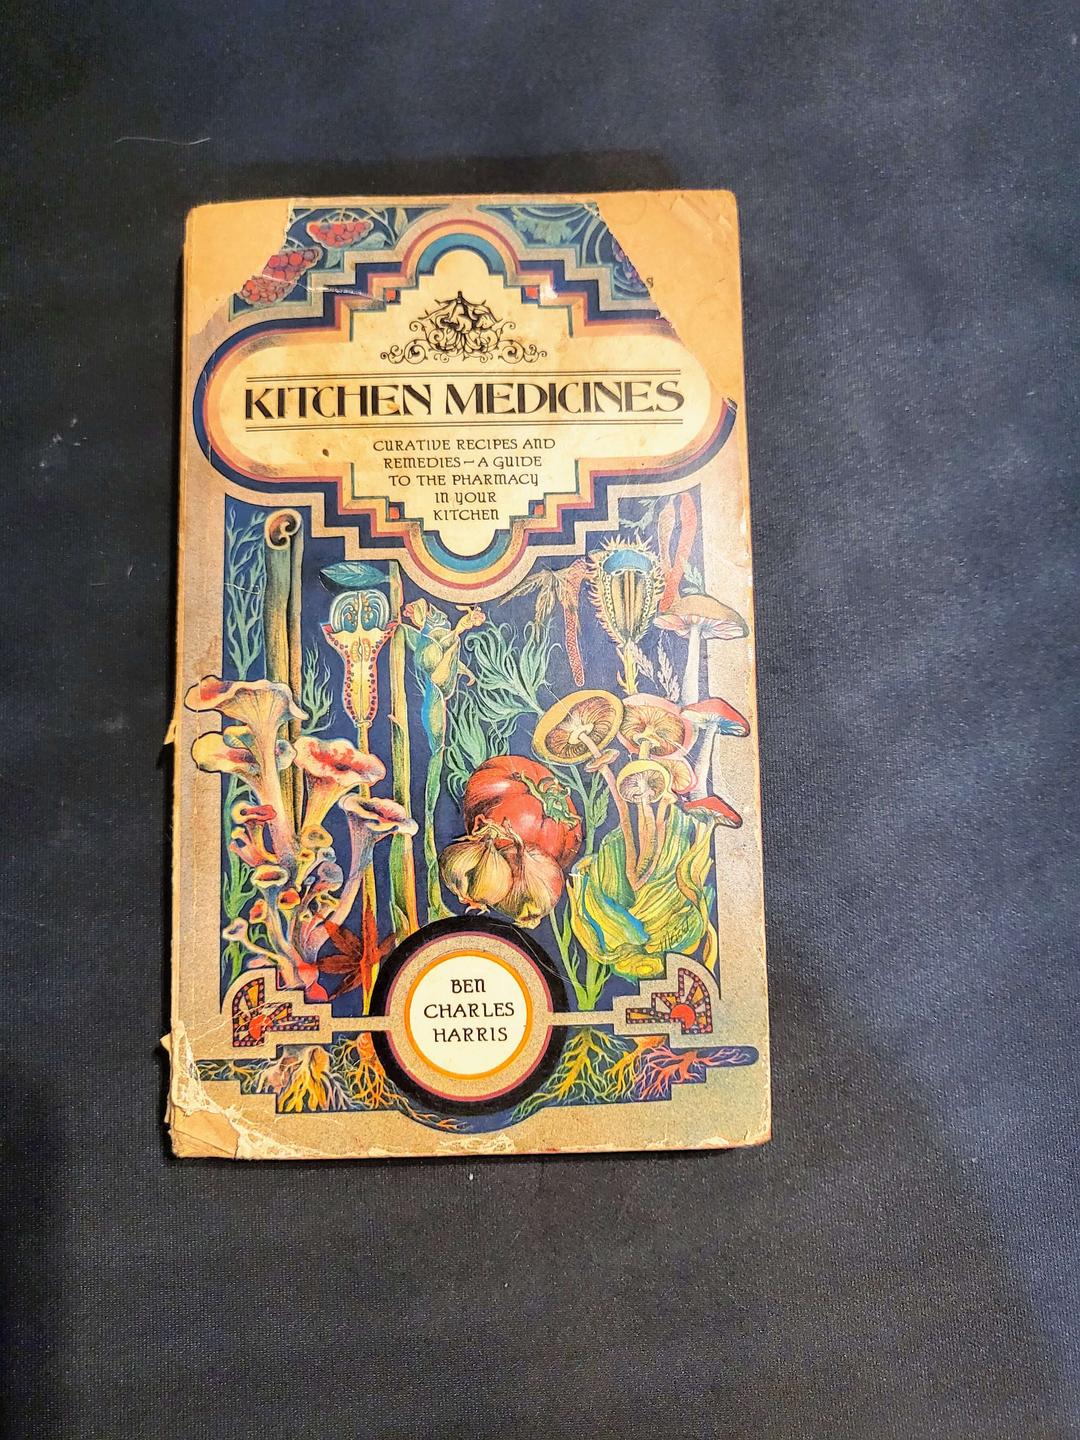 KITCHEN MEDICINES
CURATIVE RECIPES AND
REMEDIES—A GUIDE
TO THE PHARMACY
IN YOUR
KITCHEN
BEN
CHARLES
HARRIS